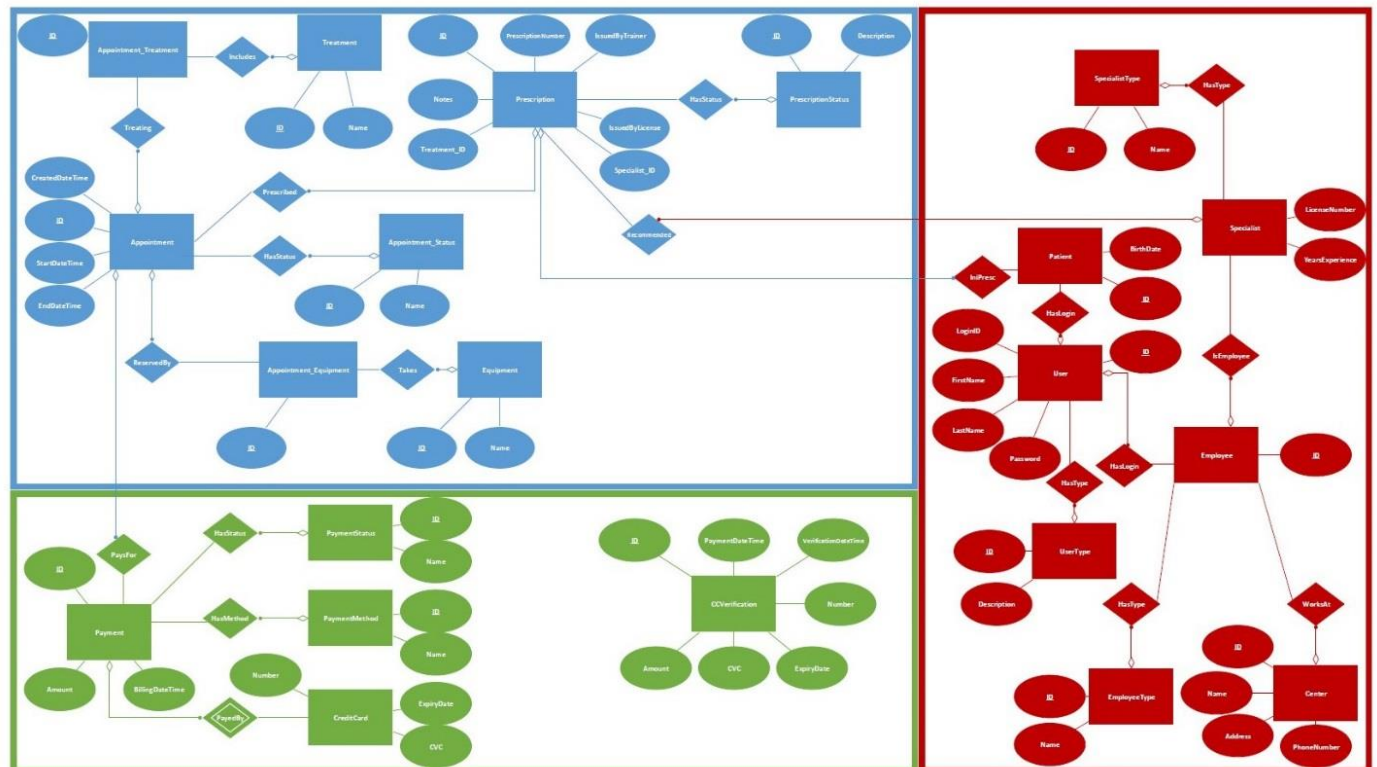 ID
Appointment_Treatment
Includes
Treatment
ID
Name
Treating
ID
PrescriptionNumber
IssuedByTrainer
Notes
Prescription
Treatment_ID
IssuedByLicense
Specialist_ID
HasStatus
ID
Description
PrescriptionStatus
CreatedDateTime
ID
StartDateTime
EndDateTime
Appointment
Prescribed
HasStatus
Appointment_Status
ID
Name
Recommended
ReservedBy
Appointment_Equipment
Takes
Equipment
ID
ID
Name
SpecialistType
HasType
ID
Name
Specialist
LicenseNumber
YearsExperience
IniPresc
Patient
BirthDate
ID
HasLogin
LoginID
ID
FirstName
User
LastName
Password
HasType
HasLogin
IsEmployee
Employee
ID
ID
UserType
Description
HasType
WorksAt
ID
EmployeeType
Name
ID
Name
Center
Address
PhoneNumber
PaysFor
ID
Payment
Amount
BillingDateTime
HasStatus
PaymentStatus
ID
Name
HasMethod
PaymentMethod
ID
Name
Number
PayedBy
CreditCard
ExpiryDate
CVC
ID
PaymentDateTime
VerificationDateTime
CCVerification
Number
Amount
CVC
ExpiryDate